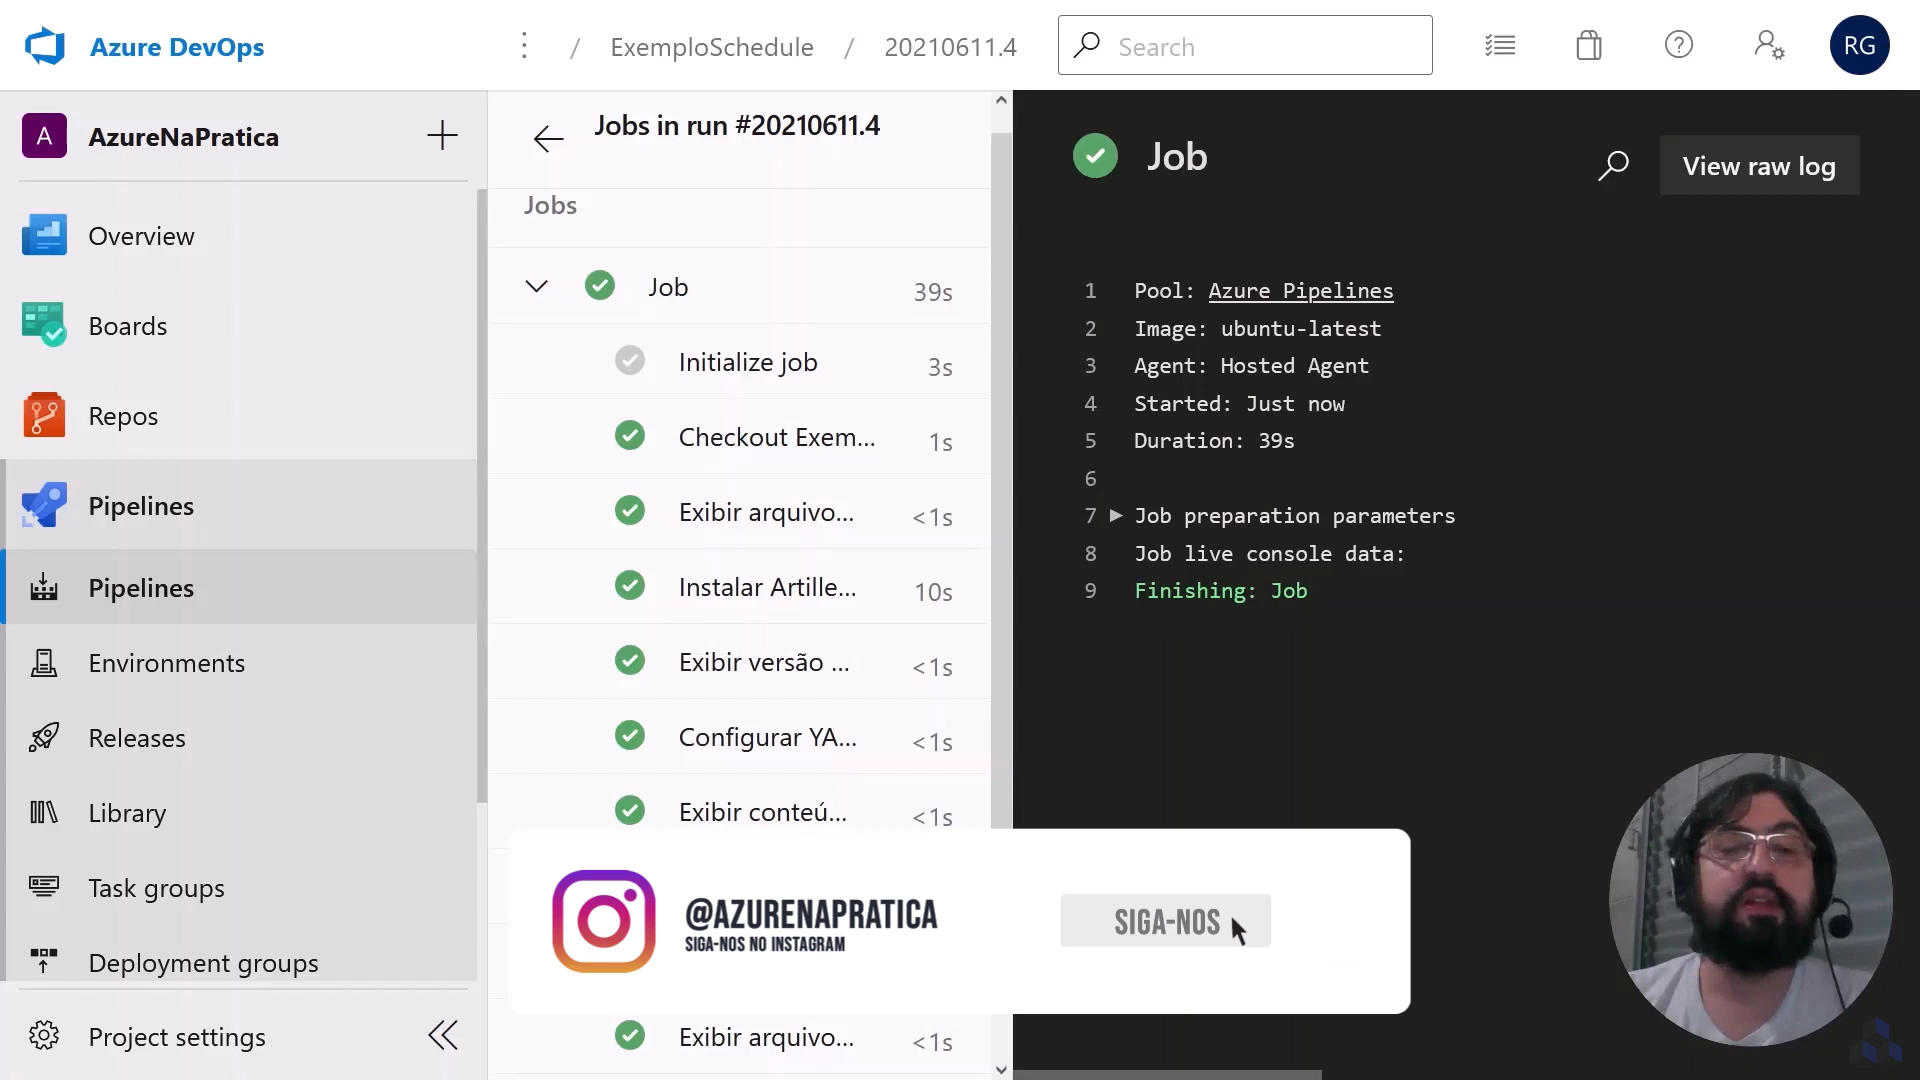 Azure DevOps
/ ExemploSchedule / 20210611.4
Search
RG
A AzureNaPratica
Overview
Boards
Repos
Pipelines
Pipelines
Environments
Releases
Library
Task groups
Deployment groups
Project settings
Jobs in run #20210611.4
Jobs
Job 39s
Initialize job 3s
Checkout Exem... 1s
Exibir arquivo... <1s
Instalar Artille... 10s
Exibir versão ... <1s
Configurar YA... <1s
Exibir conteú... <1s
Exibir arquivo... <1s
Job
View raw log
1 Pool: Azure Pipelines
2 Image: ubuntu-latest
3 Agent: Hosted Agent
4 Started: Just now
5 Duration: 39s
6
7 Job preparation parameters
8 Job live console data:
9 Finishing: Job
@AZURENAPRATICA
SIGA-NOS NO INSTAGRAM
SIGA-NOS